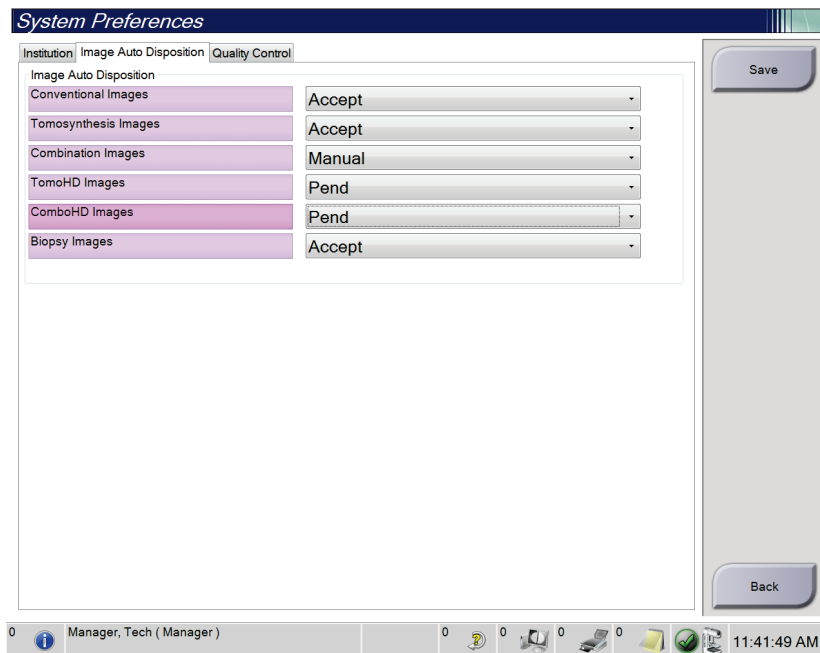 System Preferences
Institution Image Auto Disposition Quality Control
Save
Image Auto Disposition
Conventional Images Accept
Tomosynthesis Images Accept
Combination Images Manual
TomoHD Images Pend
ComboHD Images Pend
Biopsy Images Accept
Back
0 Manager, Tech ( Manager ) 0 0 0 0 11:41:49 AM